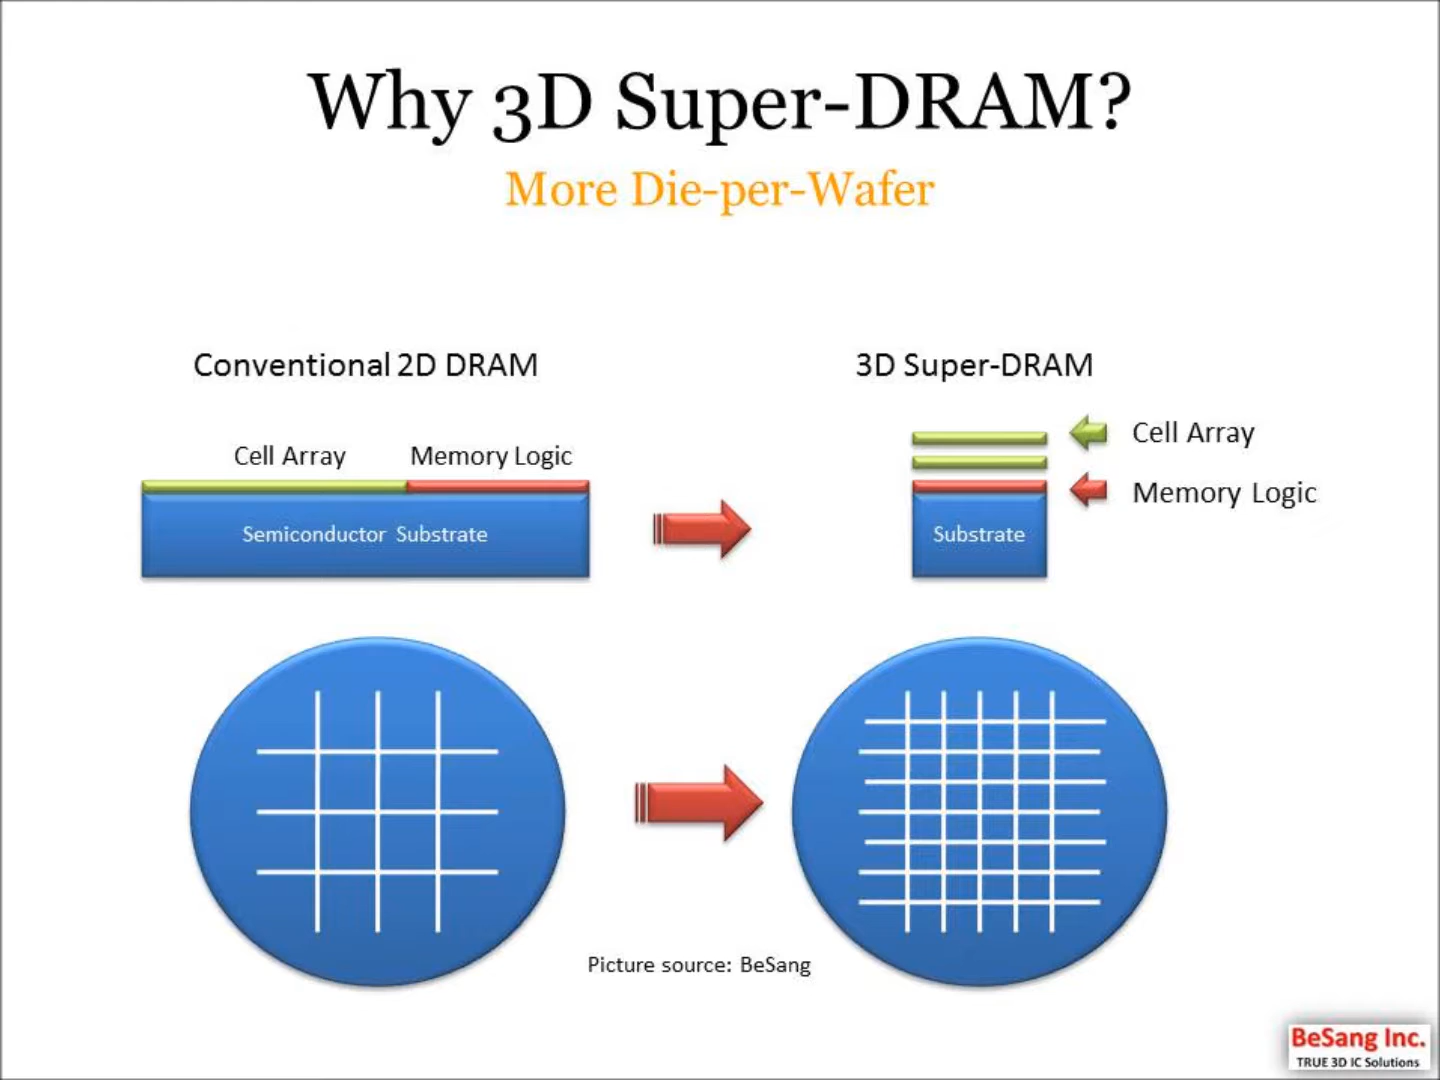 Why 3D Super-DRAM?
More Die-per-Wafer
Conventional 2D DRAM
3D Super-DRAM
Cell Array
Memory Logic
Cell Array
Memory Logic
Semiconductor Substrate
Substrate
Picture source: BeSang
BeSang Inc.
TRUE 3D IC Solutions